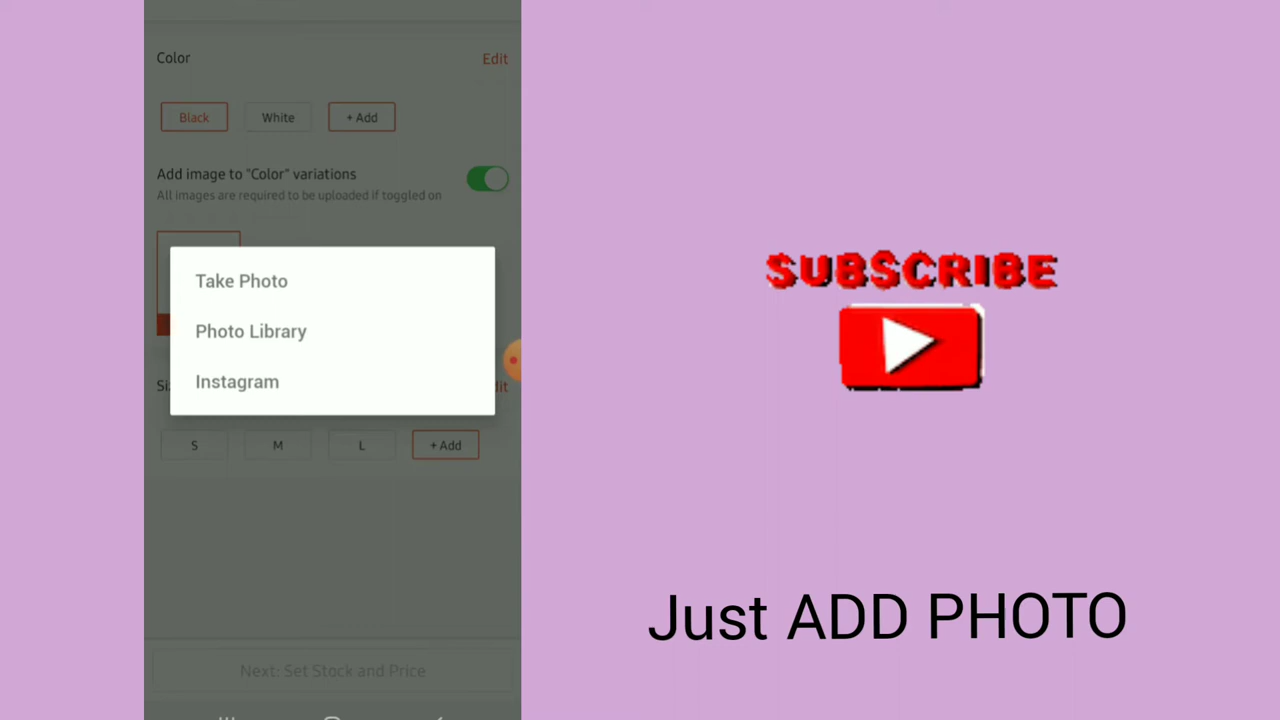 Color
Edit
Black
White
+ Add
Add image to "Color" variations
All images are required to be uploaded if toggled on
Take Photo
Photo Library
Instagram
S
M
L
+ Add
Next: Set Stock and Price
SUBSCRIBE
Just ADD PHOTO